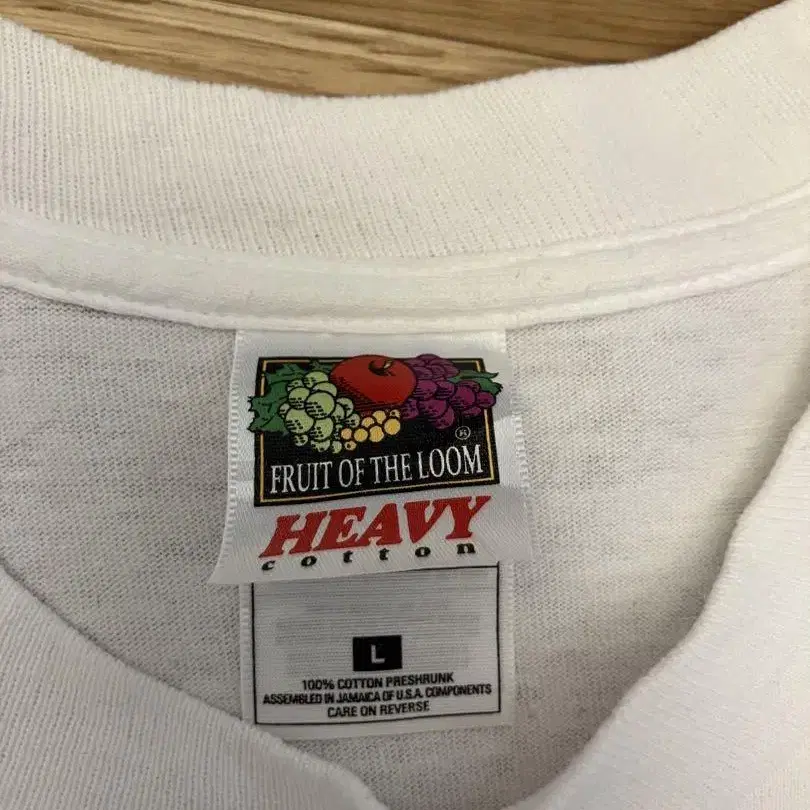 ®
FRUIT OF THE LOOM
HEAVY
cotton
L
100% COTTON PRESHRUNK
ASSEMBLED IN JAMAICA OF U.S.A. COMPONENTS
CARE ON REVERSE